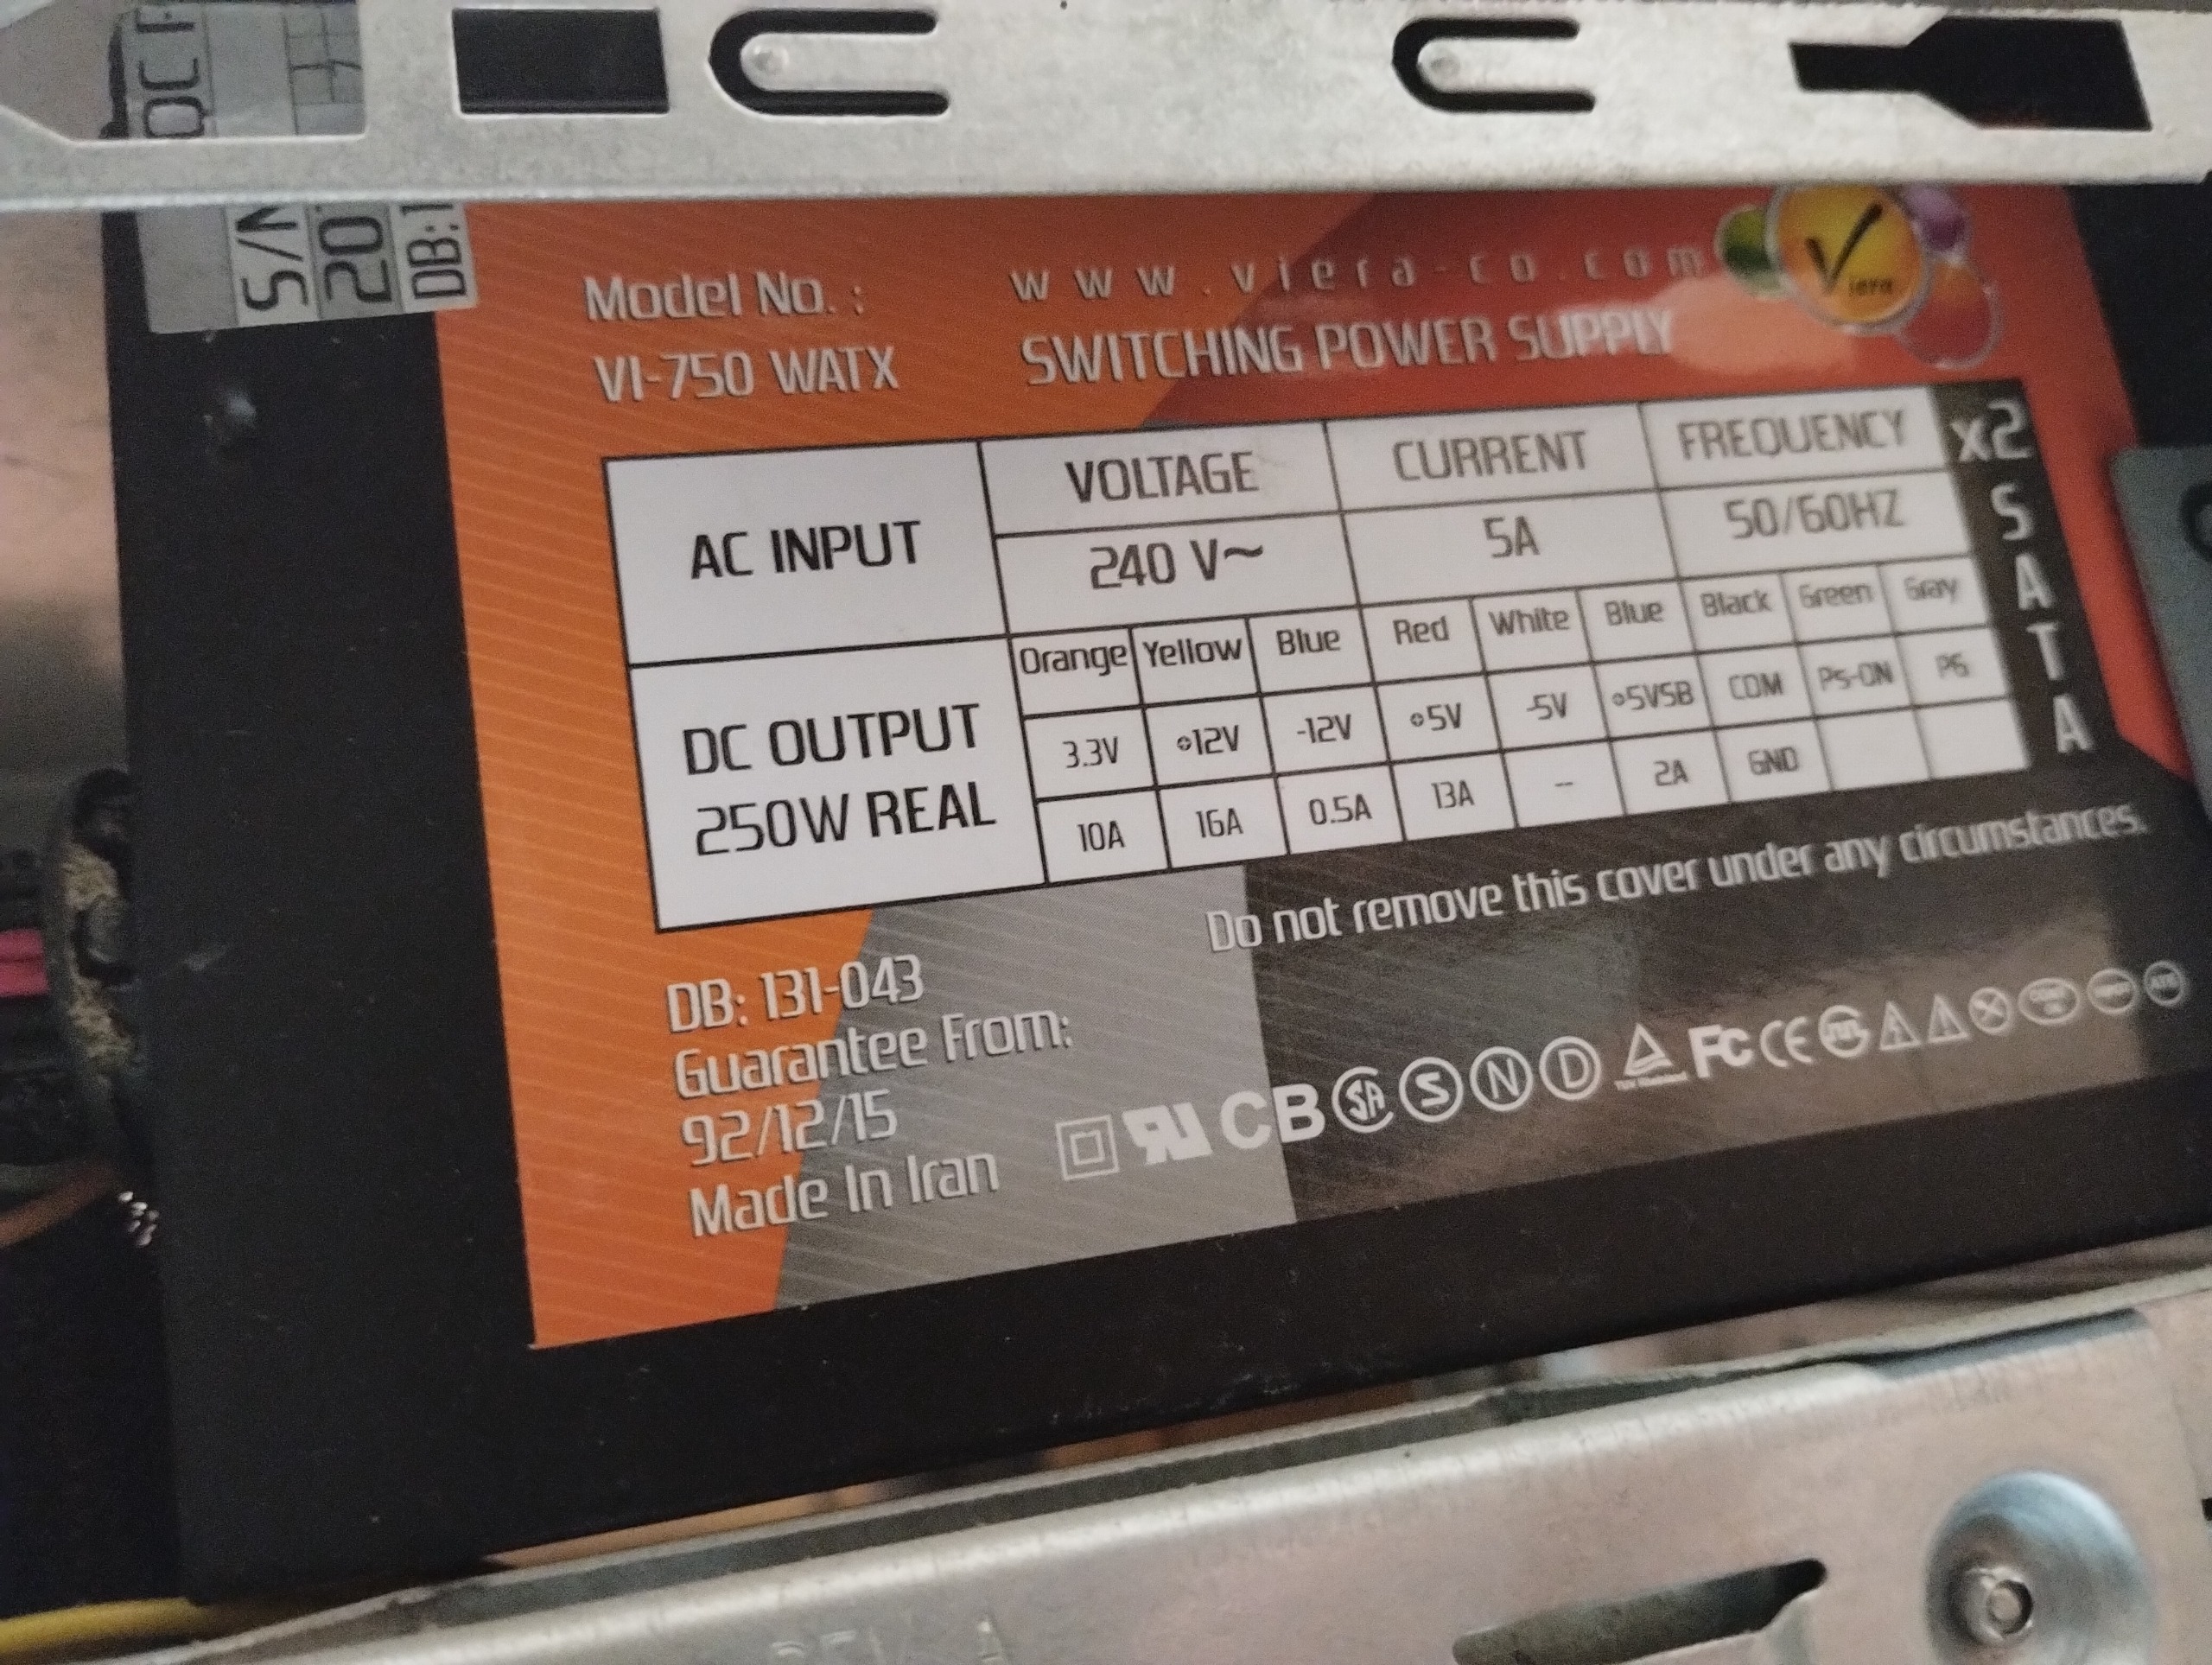 QC
S/N
20
DB:1
Model No. :
VI-750 WATX
www.viera-co.com
SWITCHING POWER SUPPLY
Viera
AC INPUT
VOLTAGE CURRENT FREQUENCY
240 V~ 5A 50/60HZ
x2 SATA
DC OUTPUT
250W REAL
Orange Yellow Blue Red White Blue Black Green Gray
3.3V +12V -12V +5V -5V +5VSB COM PS-ON PG
10A 16A 0.5A 13A -- 2A GND
Do not remove this cover under any circumstances.
DB: 131-043
Guarantee From:
92/12/15
Made In Iran
CB SA S N D FC CE